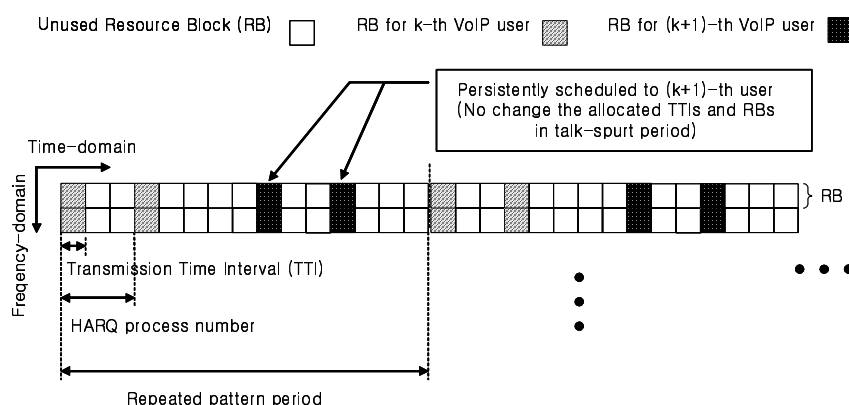 Unused Resource Block (RB)
RB for k-th VoIP user
RB for (k+1)-th VoIP user
Persistently scheduled to (k+1)-th user
(No change the allocated TTIs and RBs
in talk-spurt period)
Time-domain
Freqency-domain
RB
Transmission Time Interval (TTI)
HARQ process number
Repeated pattern period